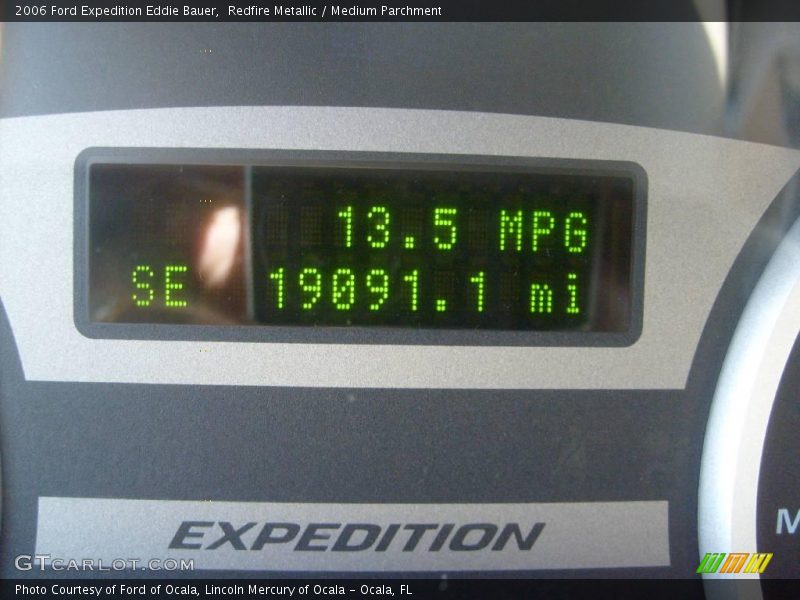 2006 Ford Expedition Eddie Bauer,  Redfire Metallic / Medium Parchment
13.5 MPG
SE 19091.1 mi
EXPEDITION
M
GTCARLOT.COM
Photo Courtesy of Ford of Ocala, Lincoln Mercury of Ocala - Ocala, FL